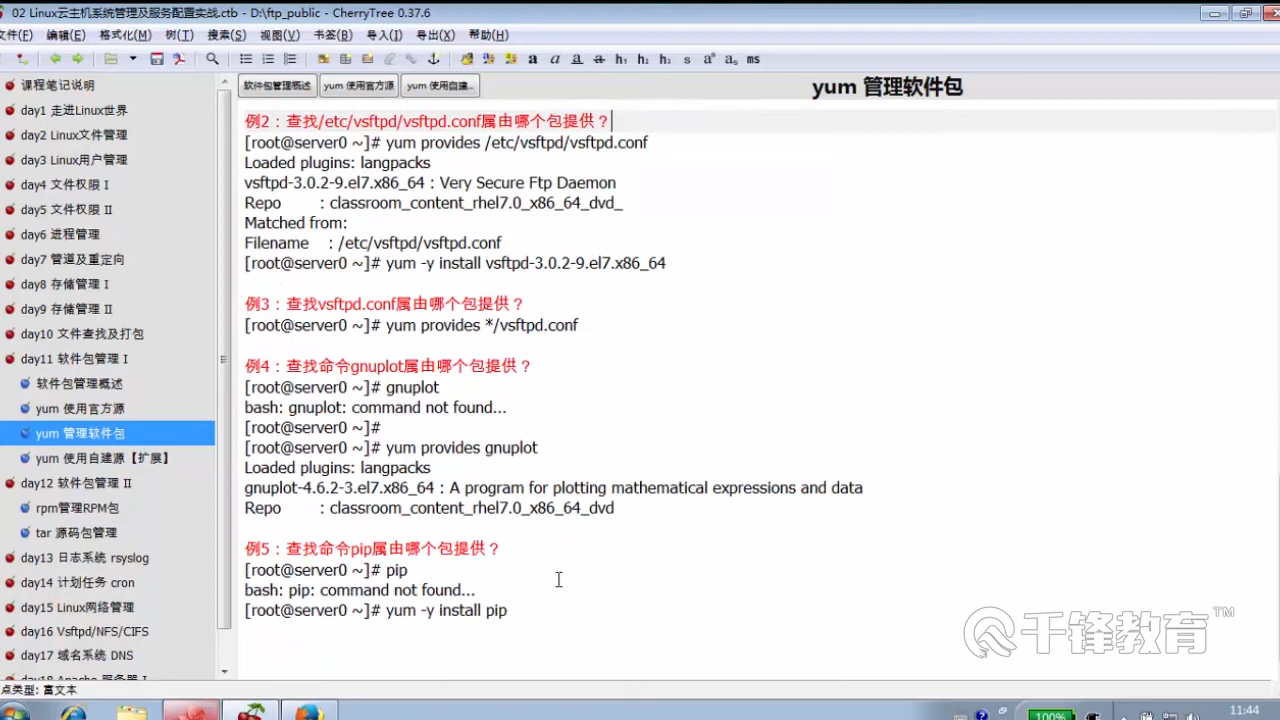 02 Linux云主机系统管理及服务配置实战.ctb - D:\ftp_public - CherryTree 0.37.6
文件(F) 编辑(E) 格式化(M) 树(T) 搜索(S) 视图(V) 书签(B) 导入(I) 导出(X) 帮助(H)
a a a a h₁ h₂ h₃ s aˢ aₛ ms
课程笔记说明
day1 走进Linux世界
day2 Linux文件管理
day3 Linux用户管理
day4 文件权限 I
day5 文件权限 II
day6 进程管理
day7 管道及重定向
day8 存储管理 I
day9 存储管理 II
day10 文件查找及打包
day11 软件包管理 I
软件包管理概述
yum 使用官方源
yum 管理软件包
yum 使用自建源【扩展】
day12 软件包管理 II
rpm管理RPM包
tar 源码包管理
day13 日志系统 rsyslog
day14 计划任务 cron
day15 Linux网络管理
day16 Vsftpd/NFS/CIFS
day17 域名系统 DNS
day18 Apache 服务器 I
软件包管理概述 yum 使用官方源 yum 使用自建...
yum 管理软件包
例2：查找/etc/vsftpd/vsftpd.conf属由哪个包提供？
[root@server0 ~]# yum provides /etc/vsftpd/vsftpd.conf
Loaded plugins: langpacks
vsftpd-3.0.2-9.el7.x86_64 : Very Secure Ftp Daemon
Repo : classroom_content_rhel7.0_x86_64_dvd_
Matched from:
Filename : /etc/vsftpd/vsftpd.conf
[root@server0 ~]# yum -y install vsftpd-3.0.2-9.el7.x86_64
例3：查找vsftpd.conf属由哪个包提供？
[root@server0 ~]# yum provides */vsftpd.conf
例4：查找命令gnuplot属由哪个包提供？
[root@server0 ~]# gnuplot
bash: gnuplot: command not found...
[root@server0 ~]#
[root@server0 ~]# yum provides gnuplot
Loaded plugins: langpacks
gnuplot-4.6.2-3.el7.x86_64 : A program for plotting mathematical expressions and data
Repo : classroom_content_rhel7.0_x86_64_dvd
例5：查找命令pip属由哪个包提供？
[root@server0 ~]# pip
bash: pip: command not found...
[root@server0 ~]# yum -y install pip
千锋教育™
点类型: 富文本
100%
11:44